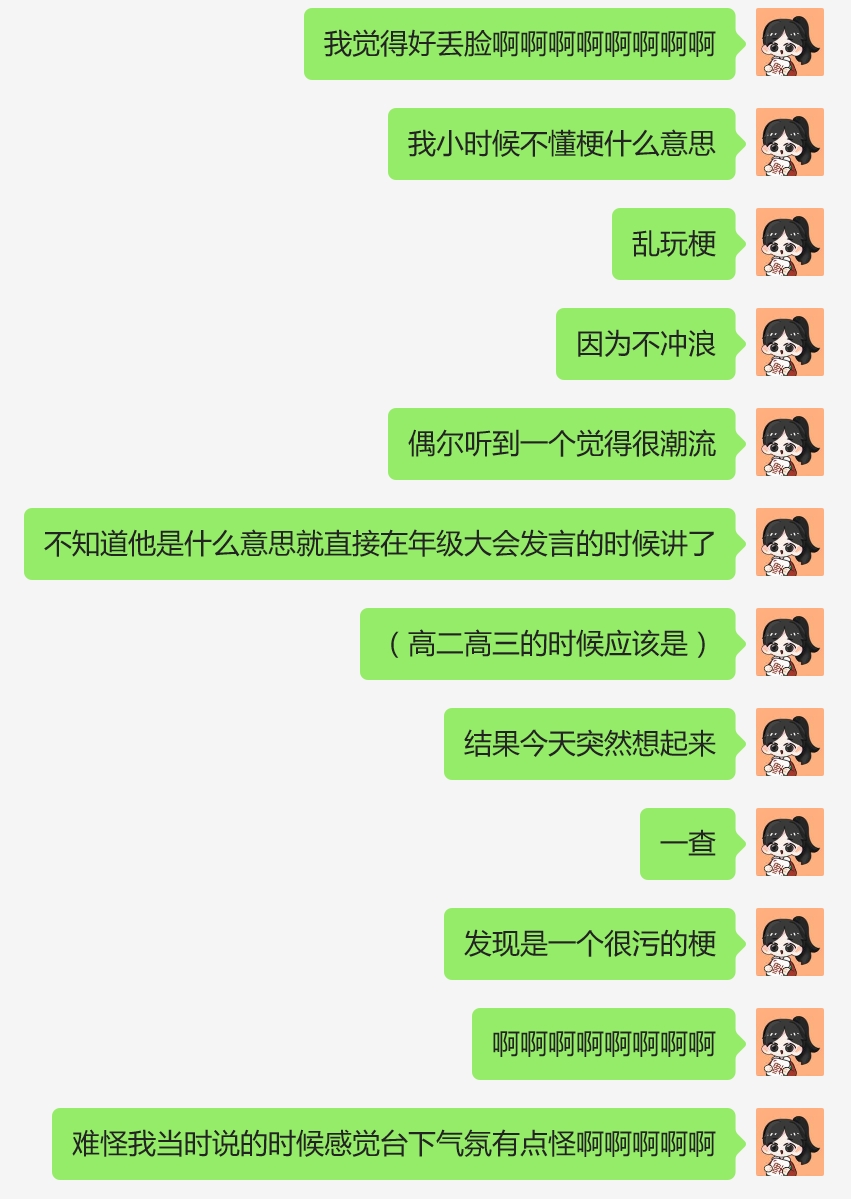 我觉得好丢脸啊啊啊啊啊啊啊啊
我小时候不懂梗什么意思
乱玩梗
因为不冲浪
偶尔听到一个觉得很潮流
不知道他是什么意思就直接在年级大会发言的时候讲了
（高二高三的时候应该是）
结果今天突然想起来
一查
发现是一个很污的梗
啊啊啊啊啊啊啊啊
难怪我当时说的时候感觉台下气氛有点怪啊啊啊啊啊